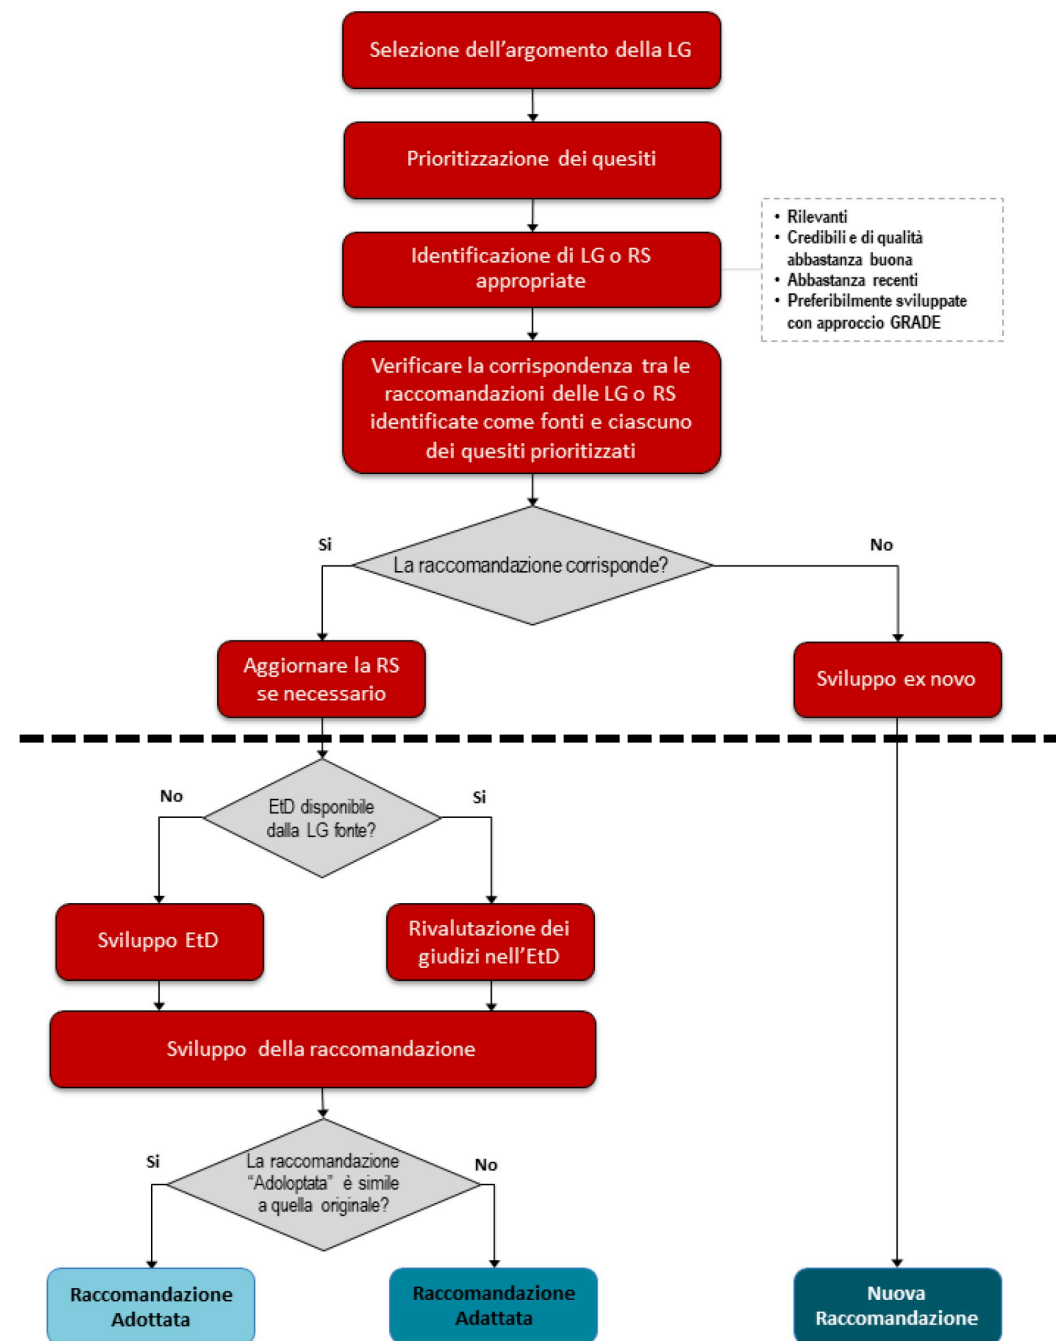 Selezione dell’argomento della LG
Prioritizzazione dei quesiti
Identificazione di LG o RS
appropriate
• Rilevanti
• Credibili e di qualità
abbastanza buona
• Abbastanza recenti
• Preferibilmente sviluppate
con approccio GRADE
Verificare la corrispondenza tra le
raccomandazioni delle LG o RS
identificate come fonti e ciascuno
dei quesiti prioritizzati
Si
La raccomandazione corrisponde?
No
Aggiornare la RS
se necessario
Sviluppo ex novo
No
EtD disponibile
dalla LG fonte?
Si
Sviluppo EtD
Rivalutazione dei
giudizi nell’EtD
Sviluppo della raccomandazione
Si
La raccomandazione
“Adoloptata” è simile
a quella originale?
No
Raccomandazione
Adottata
Raccomandazione
Adattata
Nuova
Raccomandazione